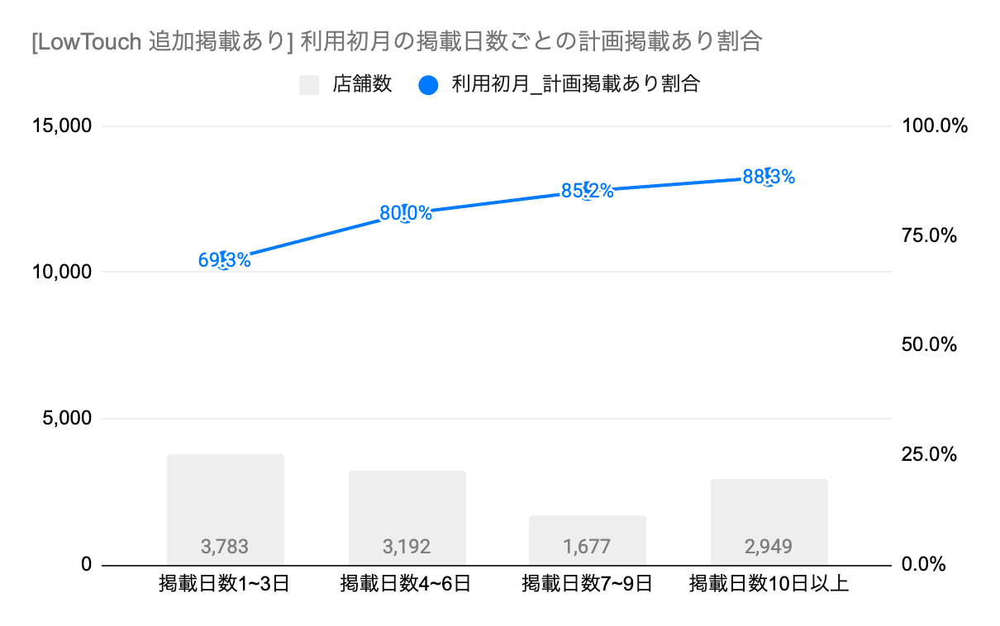 [LowTouch 追加掲載あり] 利用初月の掲載日数ごとの計画掲載あり割合
店舗数 利用初月_計画掲載あり割合
15,000 100.0%
88.3%
85.2%
80.0%
75.0%
69.3%
10,000
50.0%
5,000
25.0%
3,783 3,192 1,677 2,949
0 0.0%
掲載日数1~3日 掲載日数4~6日 掲載日数7~9日 掲載日数10日以上